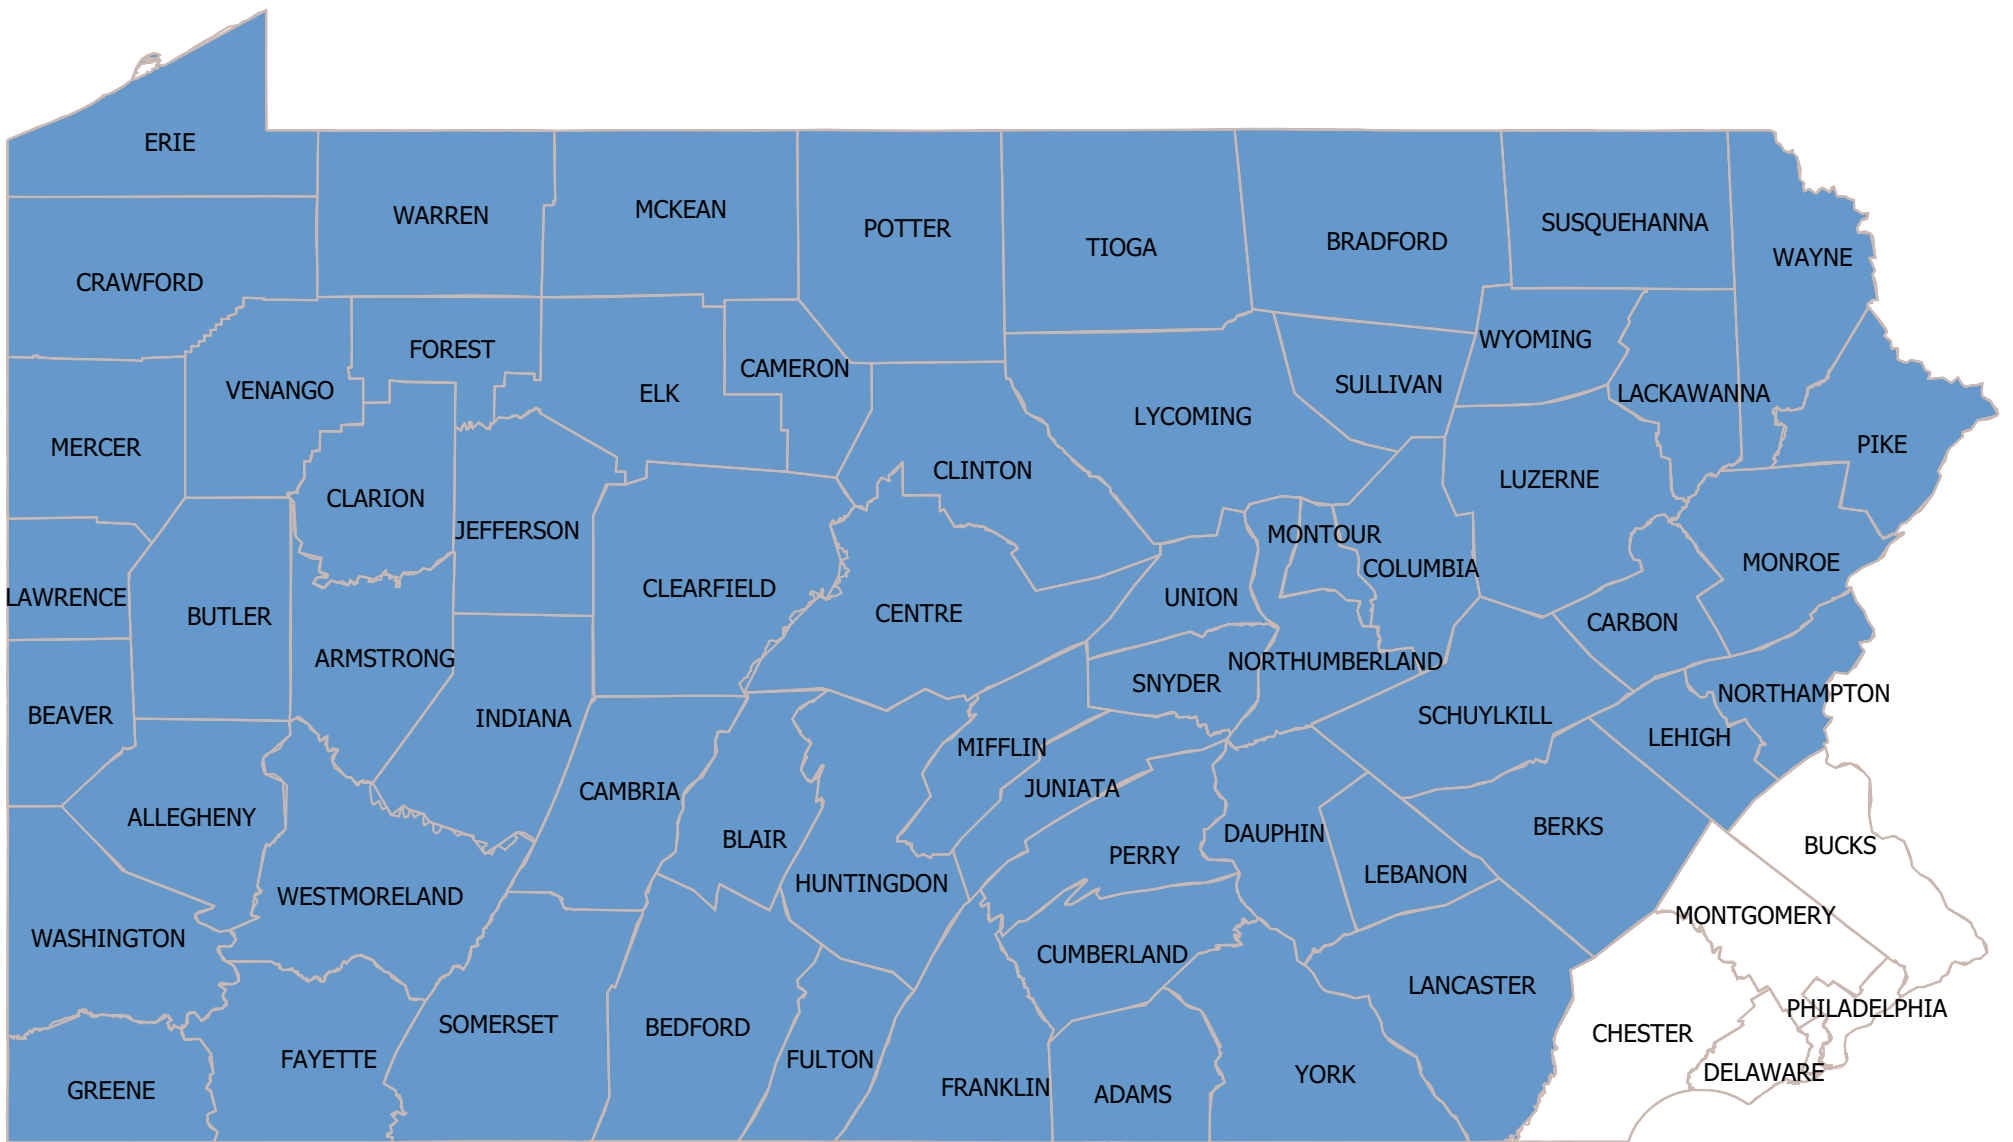 ERIE
WARREN
MCKEAN
POTTER
TIOGA
BRADFORD
SUSQUEHANNA
WAYNE
CRAWFORD
FOREST
VENANGO
ELK
CAMERON
WYOMING
SULLIVAN
LACKAWANNA
LYCOMING
PIKE
MERCER
CLARION
CLINTON
LUZERNE
JEFFERSON
MONTOUR
COLUMBIA
MONROE
LAWRENCE
BUTLER
CLEARFIELD
CENTRE
UNION
CARBON
ARMSTRONG
NORTHUMBERLAND
SNYDER
NORTHAMPTON
BEAVER
INDIANA
SCHUYLKILL
LEHIGH
MIFFLIN
JUNIATA
CAMBRIA
ALLEGHENY
BLAIR
DAUPHIN
BERKS
BUCKS
PERRY
LEBANON
HUNTINGDON
WESTMORELAND
MONTGOMERY
WASHINGTON
CUMBERLAND
LANCASTER
PHILADELPHIA
SOMERSET
BEDFORD
CHESTER
FAYETTE
FULTON
YORK
DELAWARE
GREENE
FRANKLIN
ADAMS